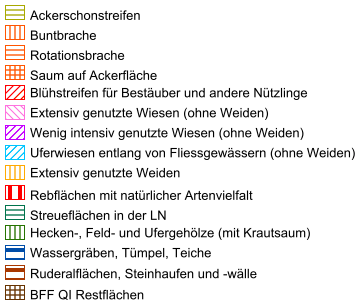 Ackerschonstreifen
Buntbrache
Rotationsbrache
Saum auf Ackerfläche
Blühstreifen für Bestäuber und andere Nützlinge
Extensiv genutzte Wiesen (ohne Weiden)
Wenig intensiv genutzte Wiesen (ohne Weiden)
Uferwiesen entlang von Fliessgewässern (ohne Weiden)
Extensiv genutzte Weiden
Rebflächen mit natürlicher Artenvielfalt
Streueflächen in der LN
Hecken-, Feld- und Ufergehölze (mit Krautsaum)
Wassergräben, Tümpel, Teiche
Ruderalflächen, Steinhaufen und -wälle
BFF QI Restflächen